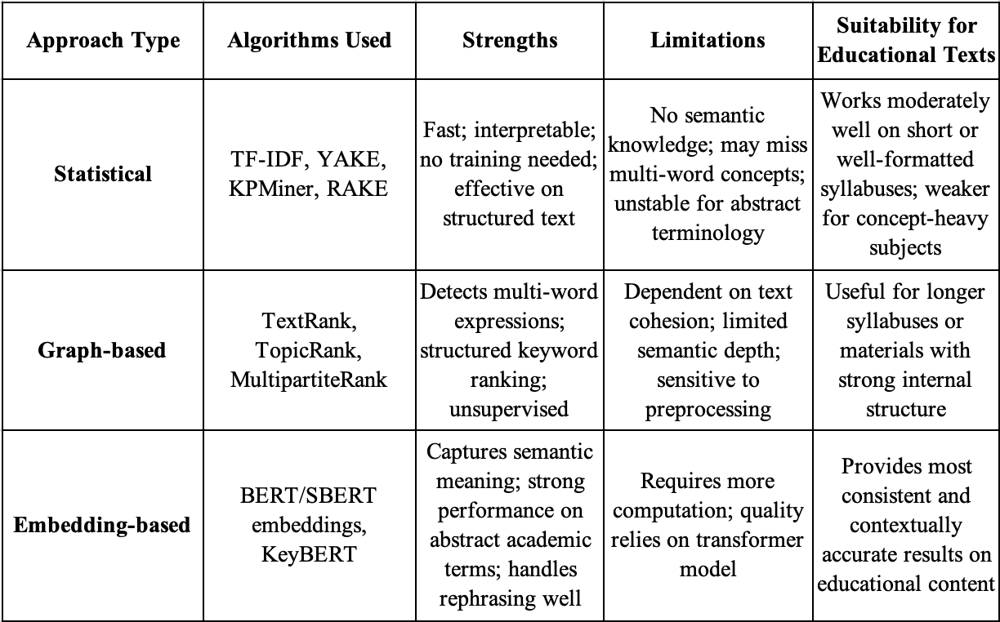 Approach Type
Algorithms Used
Strengths
Limitations
Suitability for
Educational Texts
Statistical
TF-IDF, YAKE,
KPMiner, RAKE
Fast; interpretable;
no training needed;
effective on
structured text
No semantic
knowledge; may miss
multi-word concepts;
unstable for abstract
terminology
Works moderately
well on short or
well-formatted
syllabuses; weaker
for concept-heavy
subjects
Graph-based
TextRank,
TopicRank,
MultipartiteRank
Detects multi-word
expressions;
structured keyword
ranking;
unsupervised
Dependent on text
cohesion; limited
semantic depth;
sensitive to
preprocessing
Useful for longer
syllabuses or
materials with
strong internal
structure
Embedding-based
BERT/SBERT
embeddings,
KeyBERT
Captures semantic
meaning; strong
performance on
abstract academic
terms; handles
rephrasing well
Requires more
computation; quality
relies on transformer
model
Provides most
consistent and
contextually
accurate results on
educational content